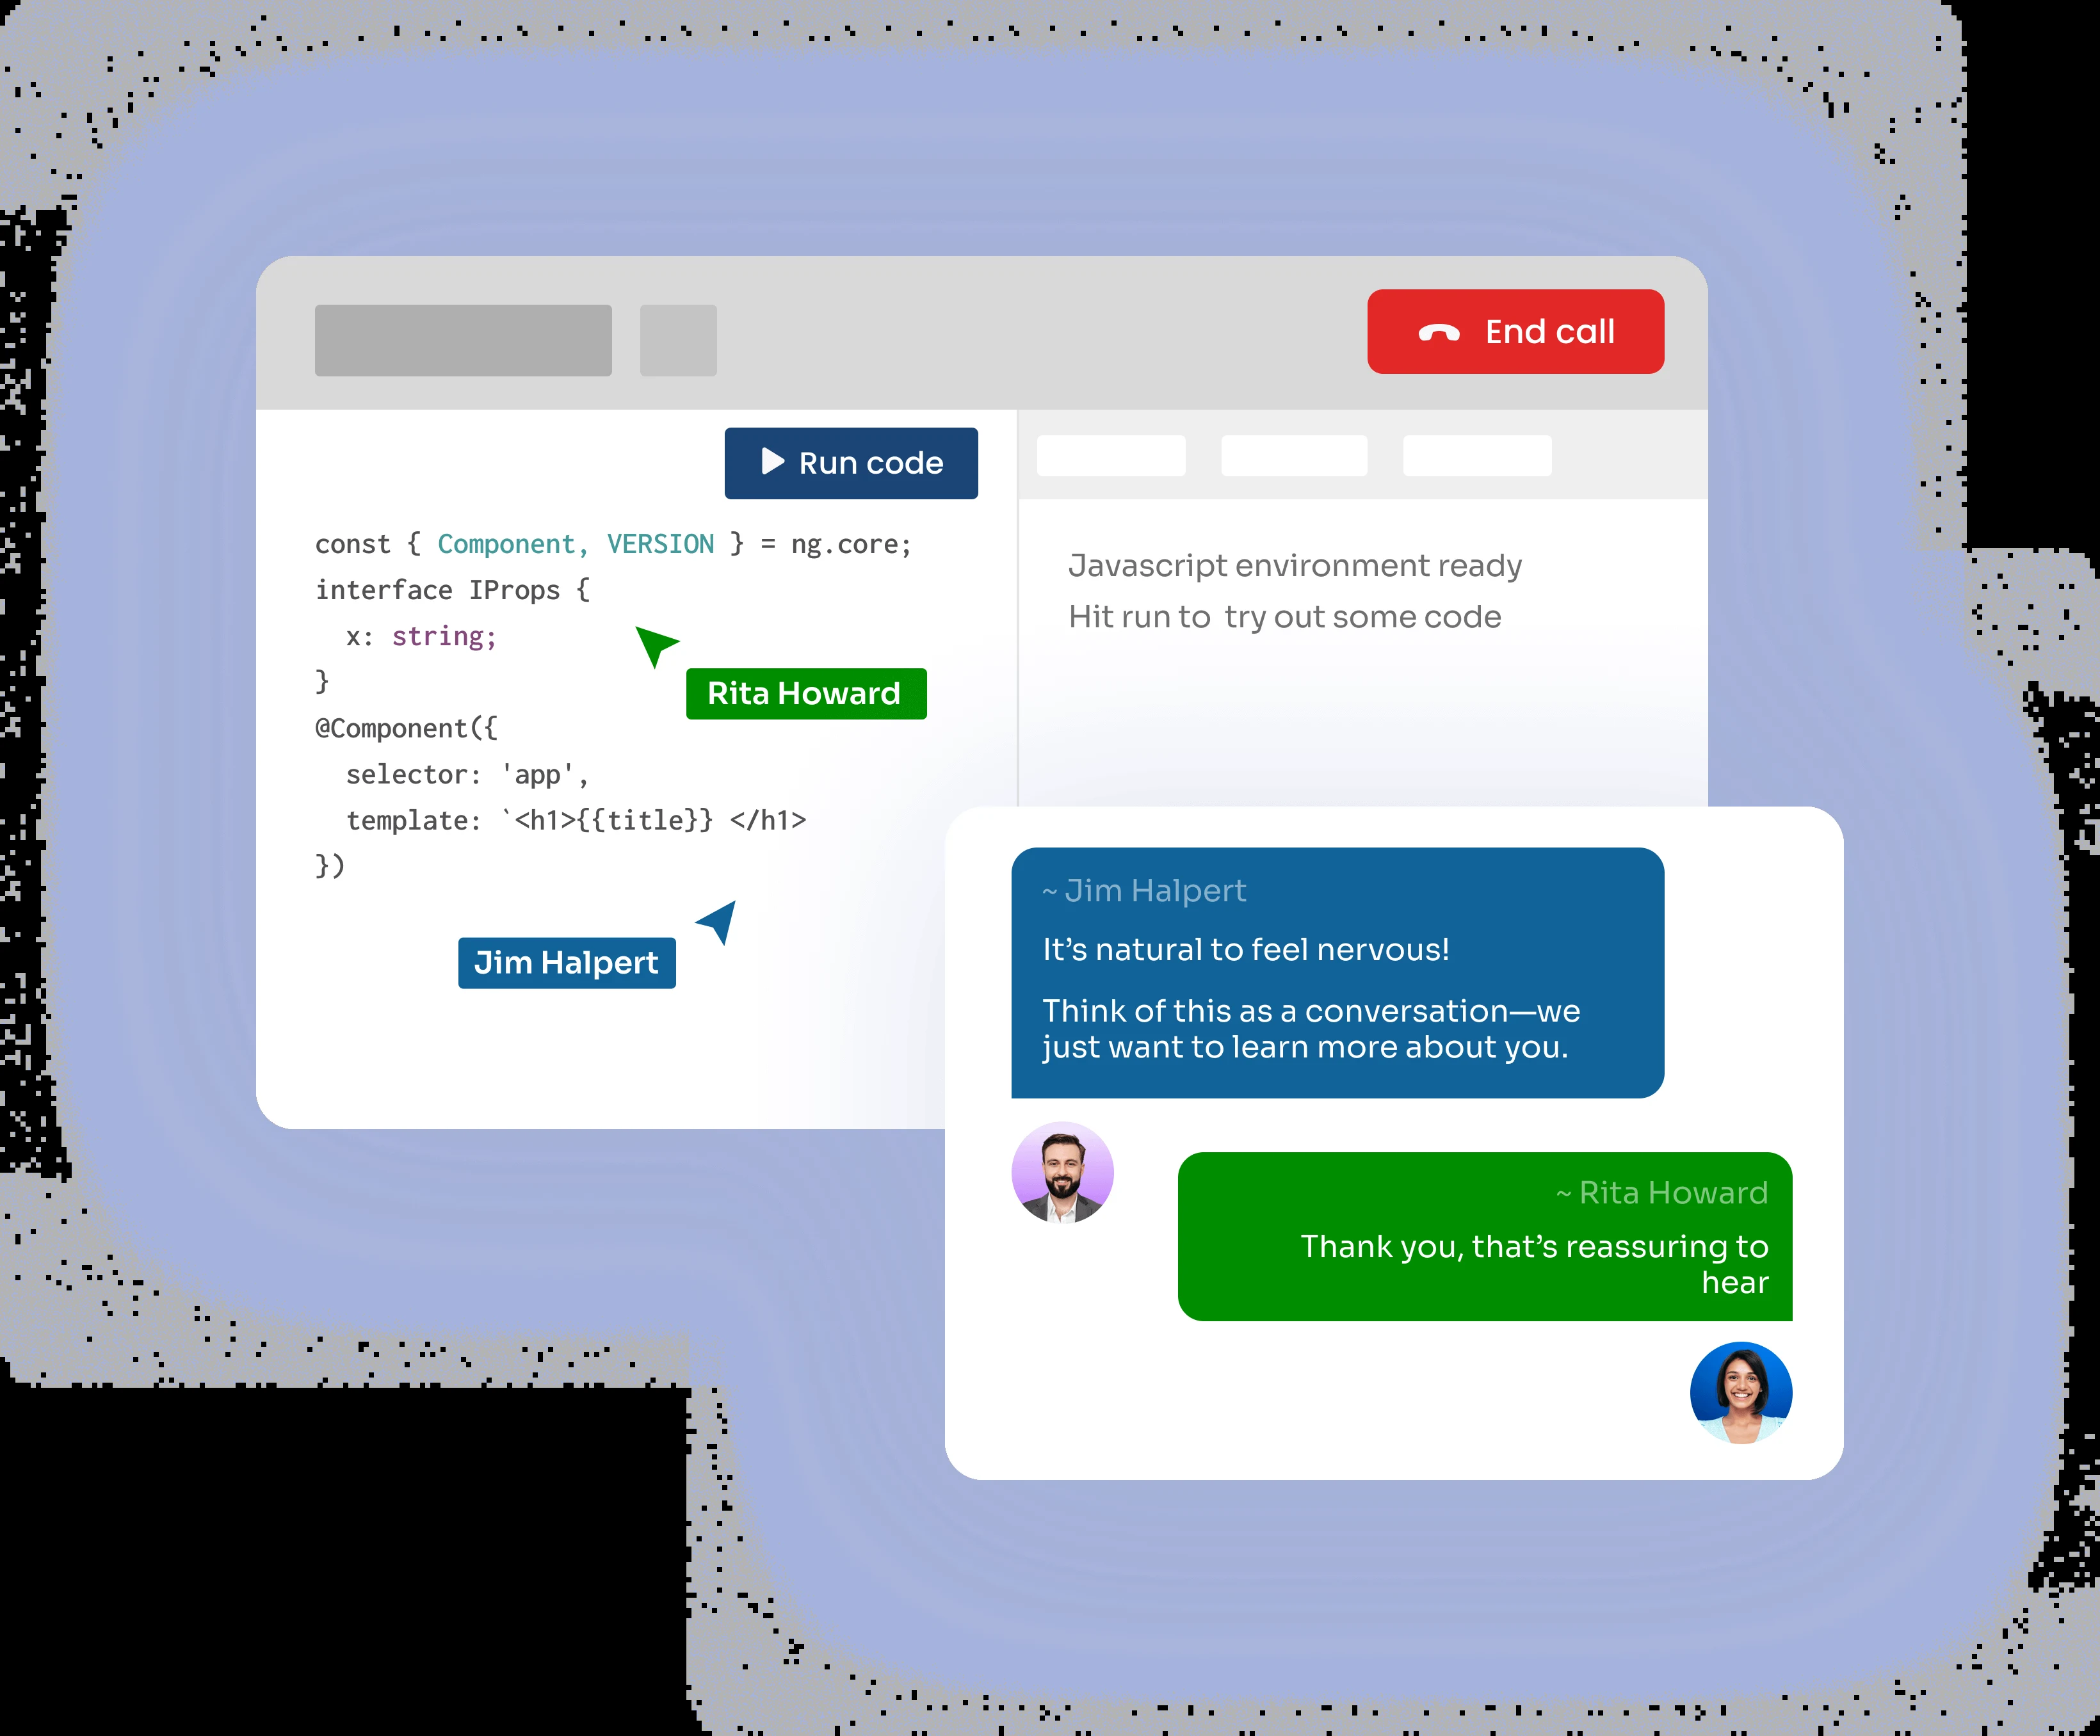 End call
Run code
const { Component, VERSION } = ng.core;
interface IProps {
  x: string;
}
@Component({
  selector: 'app',
  template: `<h1>{{title}} </h1>
})
Rita Howard
Jim Halpert
Javascript environment ready
Hit run to  try out some code
~ Jim Halpert
It’s natural to feel nervous!
Think of this as a conversation—we
just want to learn more about you.
~ Rita Howard
Thank you, that’s reassuring to
hear